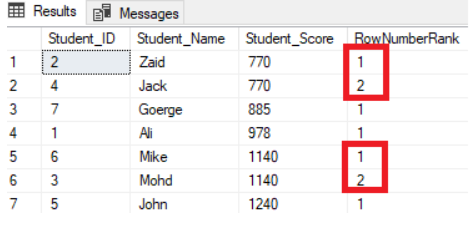 Results Messages
Student_ID Student_Name Student_Score RowNumberRank
1 2 Zaid 770 1
2 4 Jack 770 2
3 7 Goerge 885 1
4 1 Ali 978 1
5 6 Mike 1140 1
6 3 Mohd 1140 2
7 5 John 1240 1